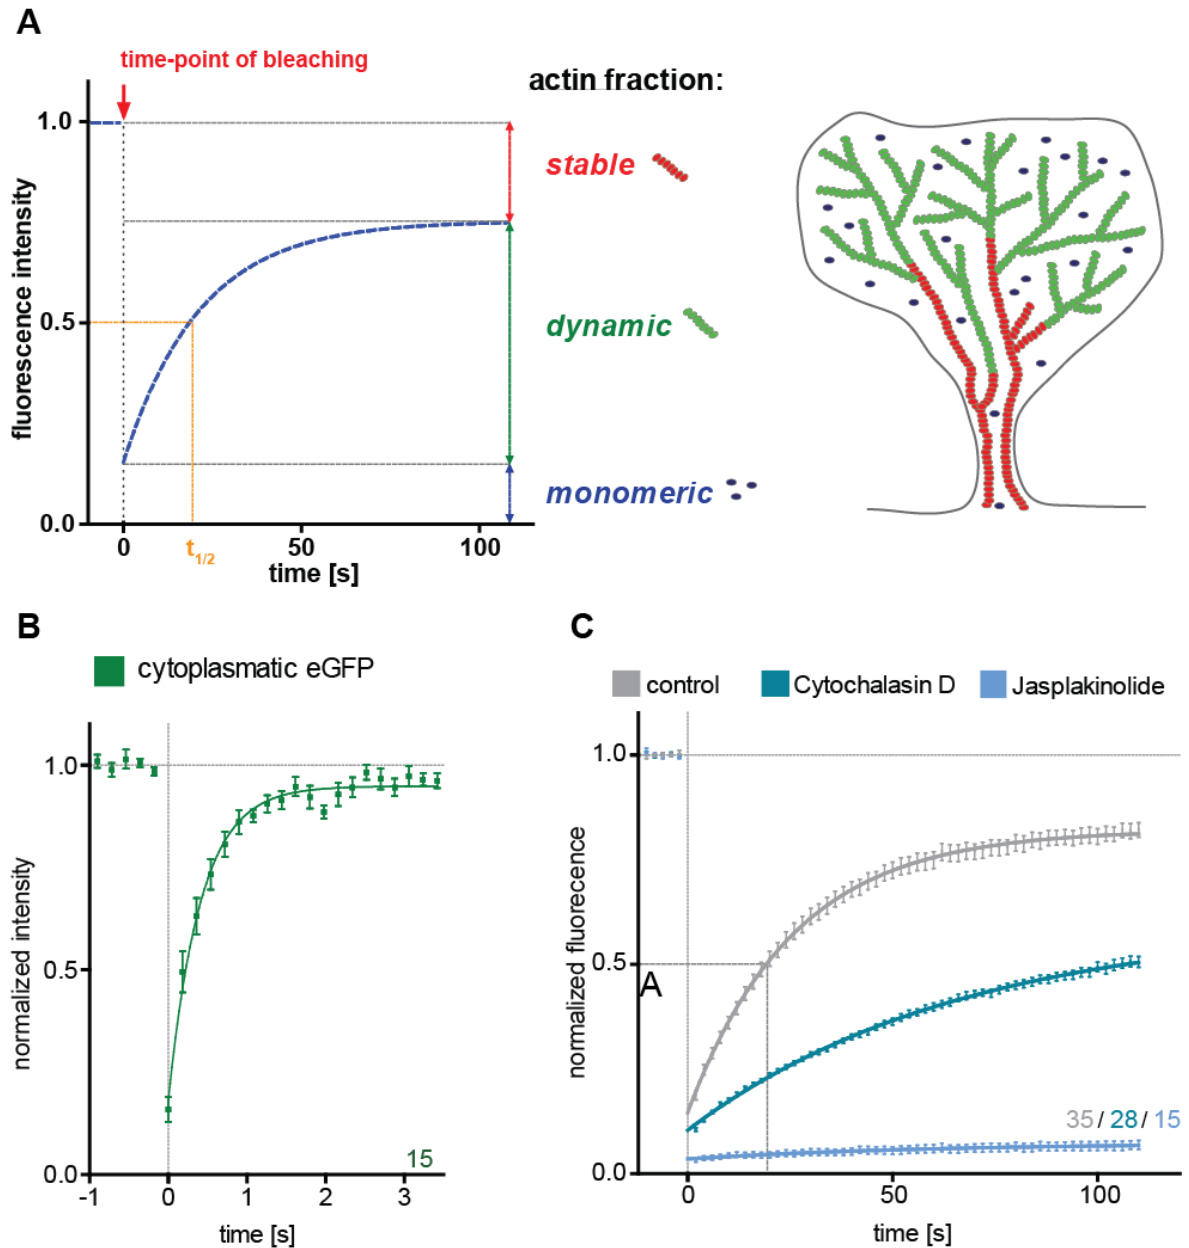 A
time-point of bleaching
actin fraction:
1.0
stable
fluorescence intensity
0.5
dynamic
monomeric
0.0
0
t1/2
50
100
time [s]
B
cytoplasmatic eGFP
1.0
normalized intensity
0.5
0.0
15
-1
0
1
2
3
time [s]
C
control
Cytochalasin D
Jasplakinolide
1.0
normalized fluorecence
0.5
A
35 / 28 / 15
0.0
0
50
100
time [s]